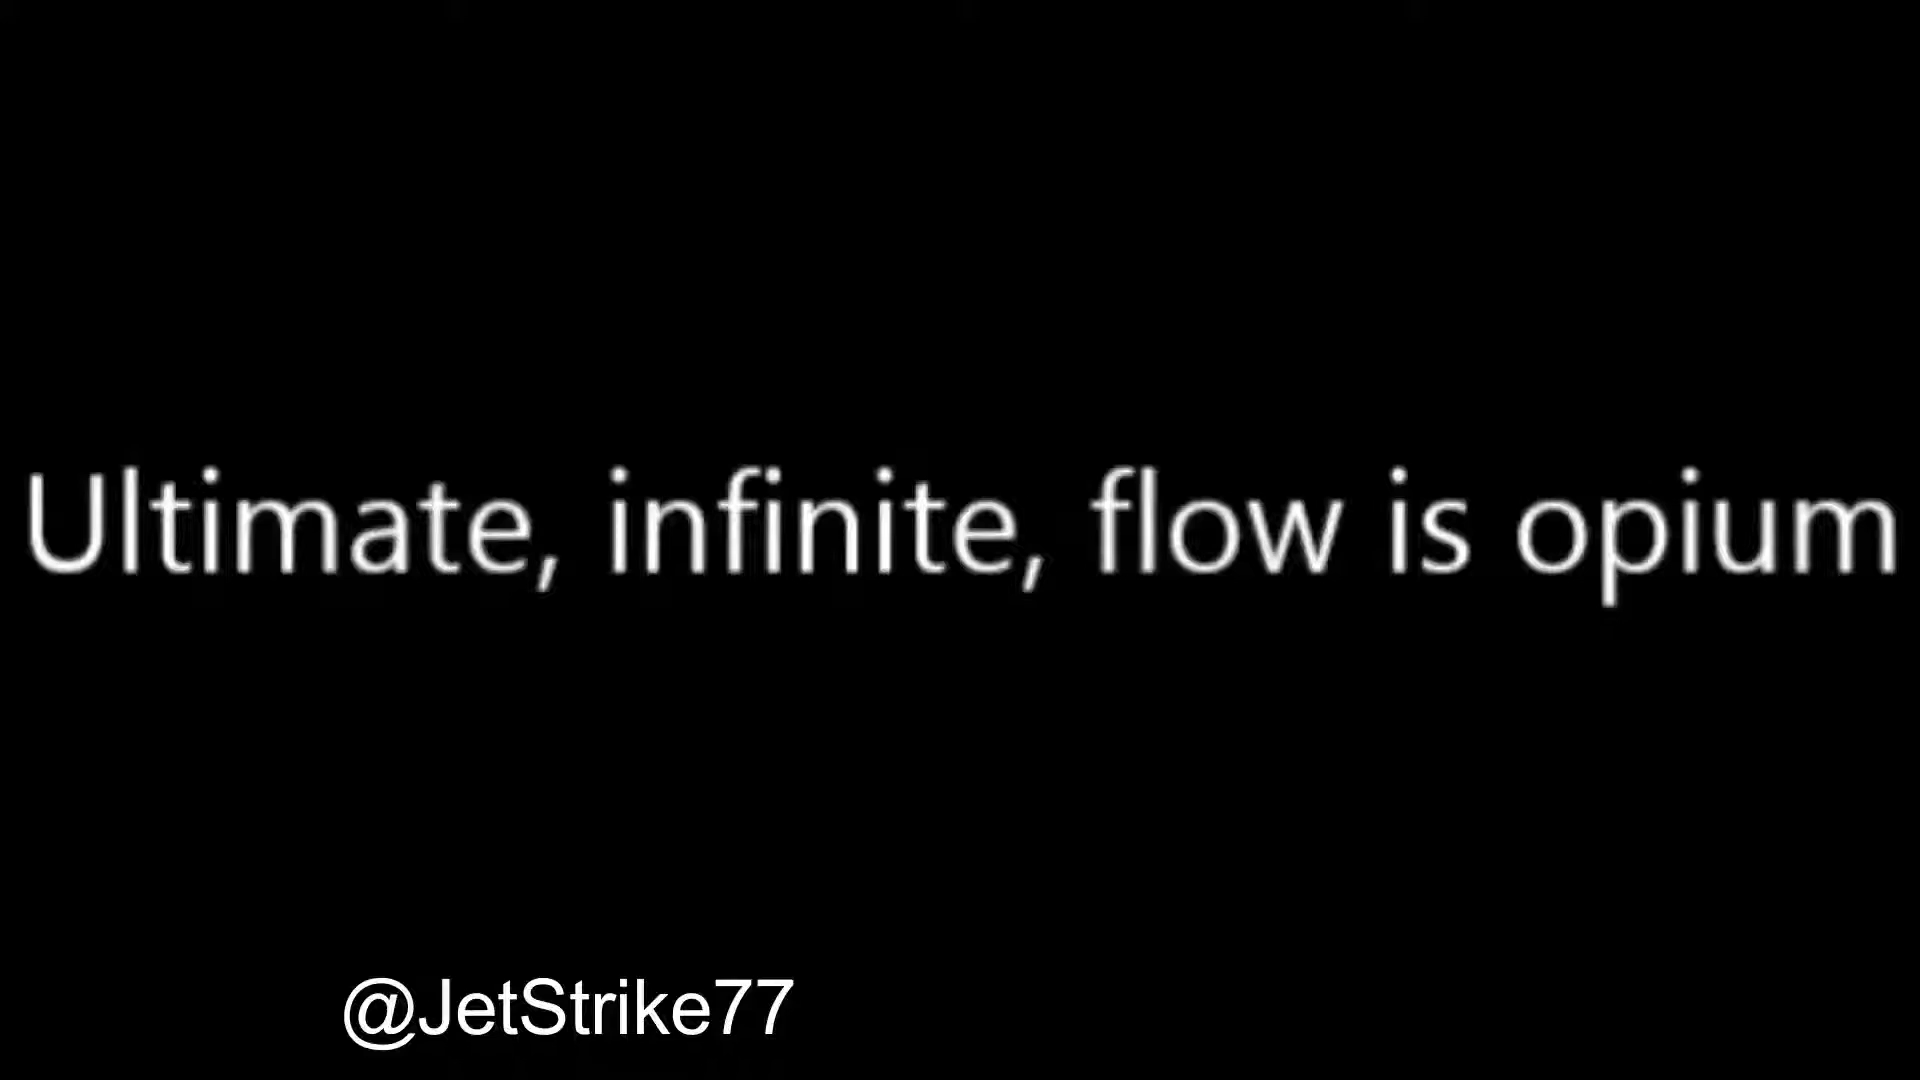 Ultimate, infinite, flow is opium
@JetStrike77